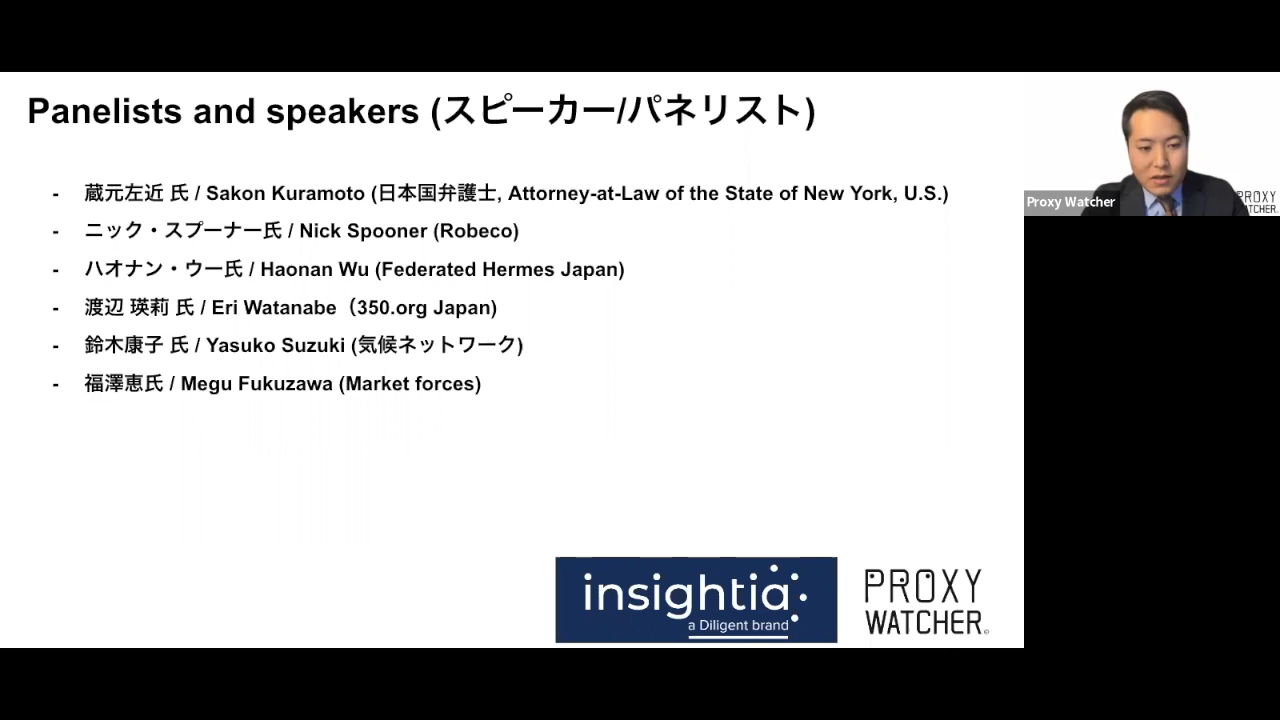 Panelists and speakers (スピーカー/パネリスト)
- 蔵元左近 氏 / Sakon Kuramoto (日本国弁護士, Attorney-at-Law of the State of New York, U.S.)
- ニック・スプーナー氏 / Nick Spooner (Robeco)
- ハオナン・ウー氏 / Haonan Wu (Federated Hermes Japan)
- 渡辺 瑛莉 氏 / Eri Watanabe（350.org Japan)
- 鈴木康子 氏 / Yasuko Suzuki (気候ネットワーク)
- 福澤恵氏 / Megu Fukuzawa (Market forces)
insightia
a Diligent brand
PROXY
WATCHER
Proxy Watcher
PROXY
TCHER